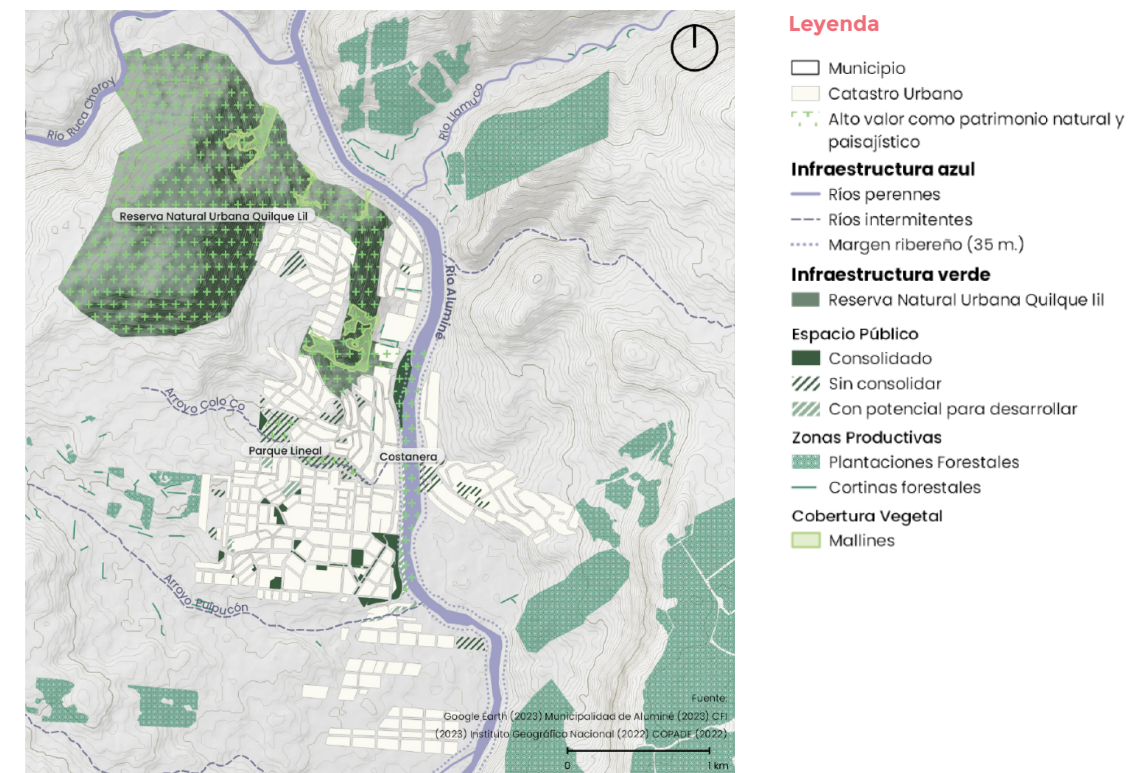 Río Ruca Choroy
Río Llamuco
Reserva Natural Urbana Quilque Lil
Río Aluminé
Arroyo Colo Co
Parque Lineal
Costanera
Arroyo Pulpucón
Fuente:
Google Earth (2023) Municipalidad de Aluminé (2023) CFI
(2023) Instituto Geográfico Nacional (2022) COPADE (2022)
0
1 km
Leyenda
Municipio
Catastro Urbano
Alto valor como patrimonio natural y
paisajístico
Infraestructura azul
Ríos perennes
Ríos intermitentes
Margen ribereño (35 m.)
Infraestructura verde
Reserva Natural Urbana Quilque lil
Espacio Público
Consolidado
Sin consolidar
Con potencial para desarrollar
Zonas Productivas
Plantaciones Forestales
Cortinas forestales
Cobertura Vegetal
Mallines